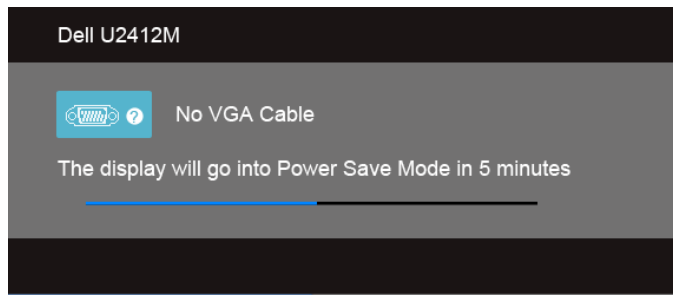 Dell U2412M
No VGA Cable
The display will go into Power Save Mode in 5 minutes